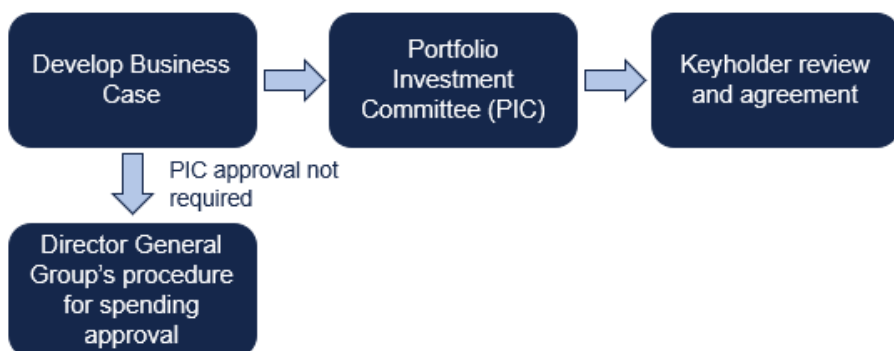 Develop Business
Case
Portfolio
Investment
Committee (PIC)
Keyholder review
and agreement
PIC approval not
required
Director General
Group's procedure
for spending
approval